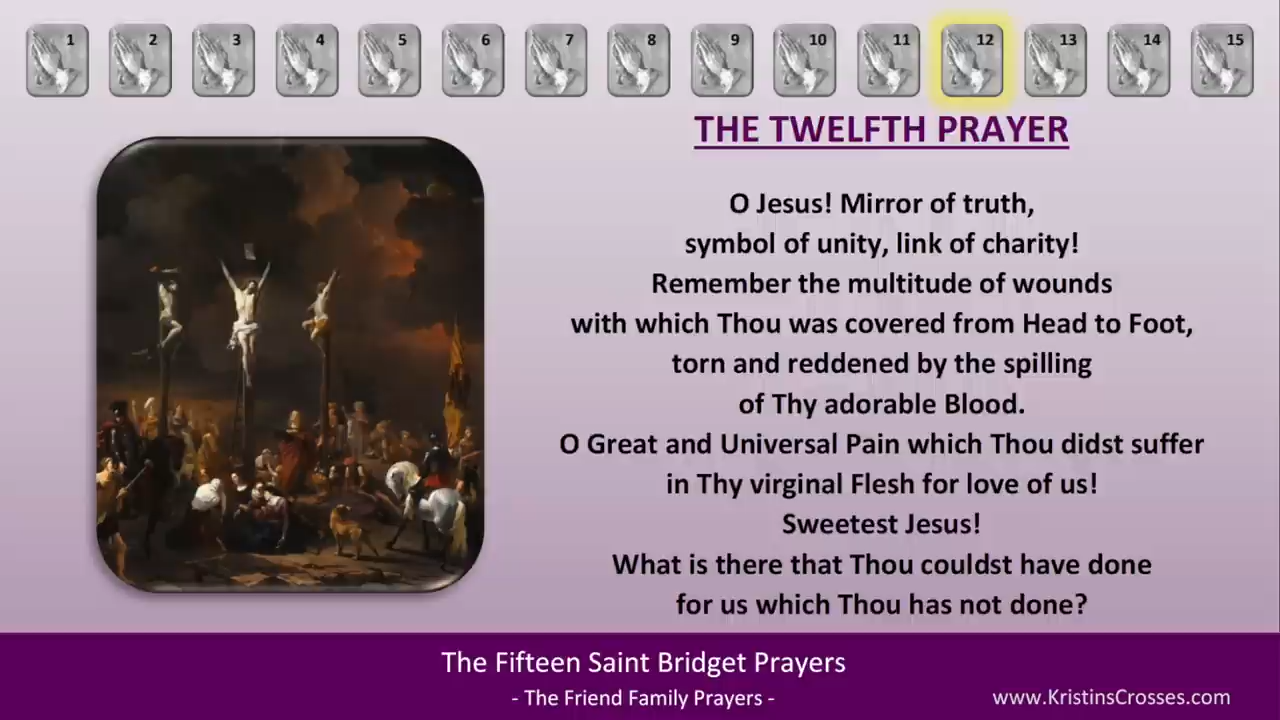 1 2 3 4 5 6 7 8 9 10 11 12 13 14 15
THE TWELFTH PRAYER
O Jesus! Mirror of truth,
symbol of unity, link of charity!
Remember the multitude of wounds
with which Thou was covered from Head to Foot,
torn and reddened by the spilling
of Thy adorable Blood.
O Great and Universal Pain which Thou didst suffer
in Thy virginal Flesh for love of us!
Sweetest Jesus!
What is there that Thou couldst have done
for us which Thou has not done?
The Fifteen Saint Bridget Prayers
- The Friend Family Prayers -
www.KristinsCrosses.com